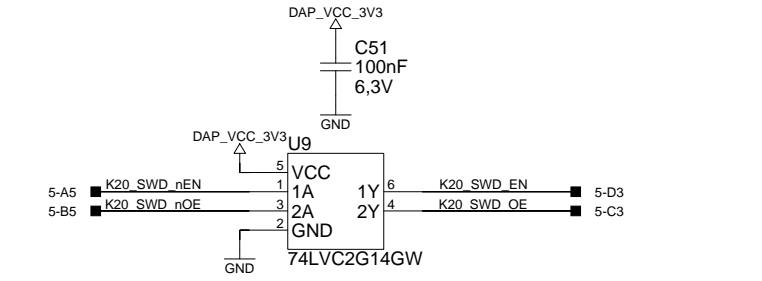 DAP_VCC_3V3
C51
100nF
6,3V
GND
DAP_VCC_3V3
U9
5 VCC
5-A5 K20_SWD_nEN 1 1A 1Y 6 K20_SWD_EN 5-D3
5-B5 K20_SWD_nOE 3 2A 2Y 4 K20_SWD_OE 5-C3
2 GND
74LVC2G14GW
GND